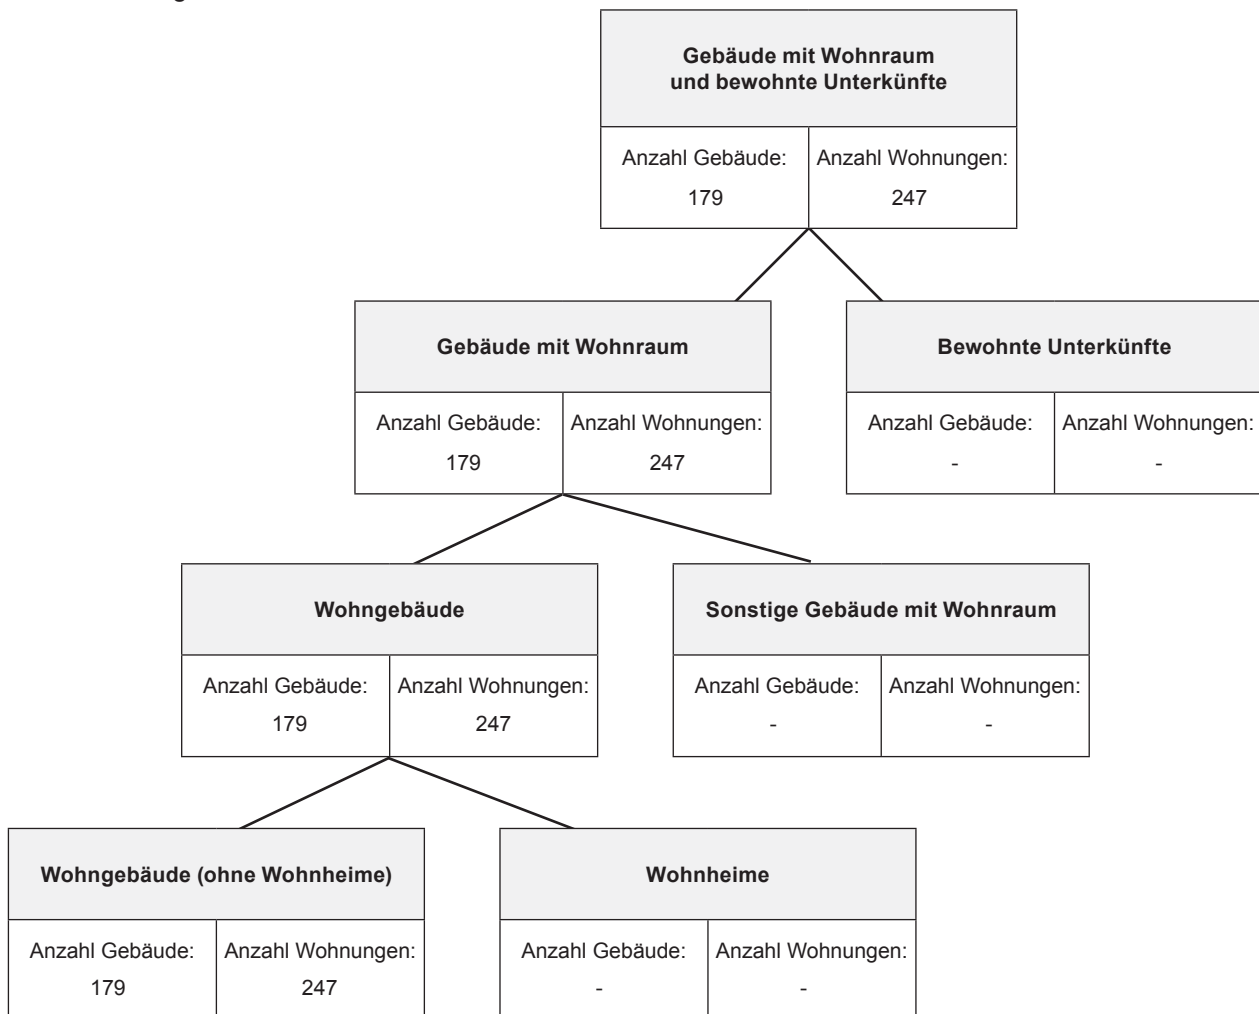 Gebäude mit Wohnraum
und bewohnte Unterkünfte
Anzahl Gebäude: Anzahl Wohnungen:
179 247
Gebäude mit Wohnraum Bewohnte Unterkünfte
Anzahl Gebäude: Anzahl Wohnungen: Anzahl Gebäude: Anzahl Wohnungen:
179 247 - -
Wohngebäude Sonstige Gebäude mit Wohnraum
Anzahl Gebäude: Anzahl Wohnungen: Anzahl Gebäude: Anzahl Wohnungen:
179 247 - -
Wohngebäude (ohne Wohnheime) Wohnheime
Anzahl Gebäude: Anzahl Wohnungen: Anzahl Gebäude: Anzahl Wohnungen:
179 247 - -